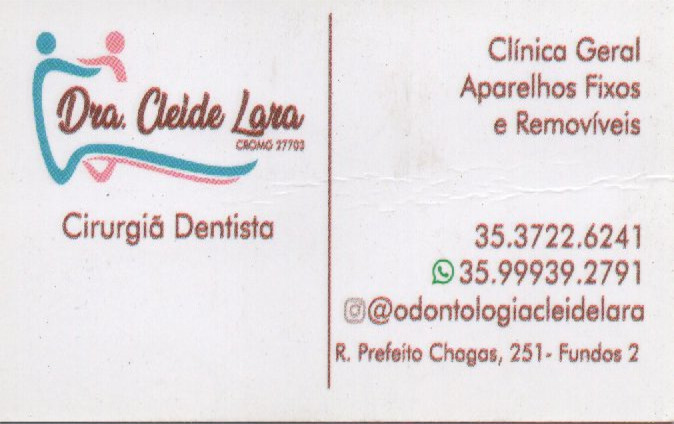 Dra. Cleide Lara
CROMG 27703
Cirurgiã Dentista
Clínica Geral
Aparelhos Fixos
e Removíveis
35.3722.6241
35.99939.2791
@odontologiacleidelara
R. Prefeito Chagas, 251- Fundos 2